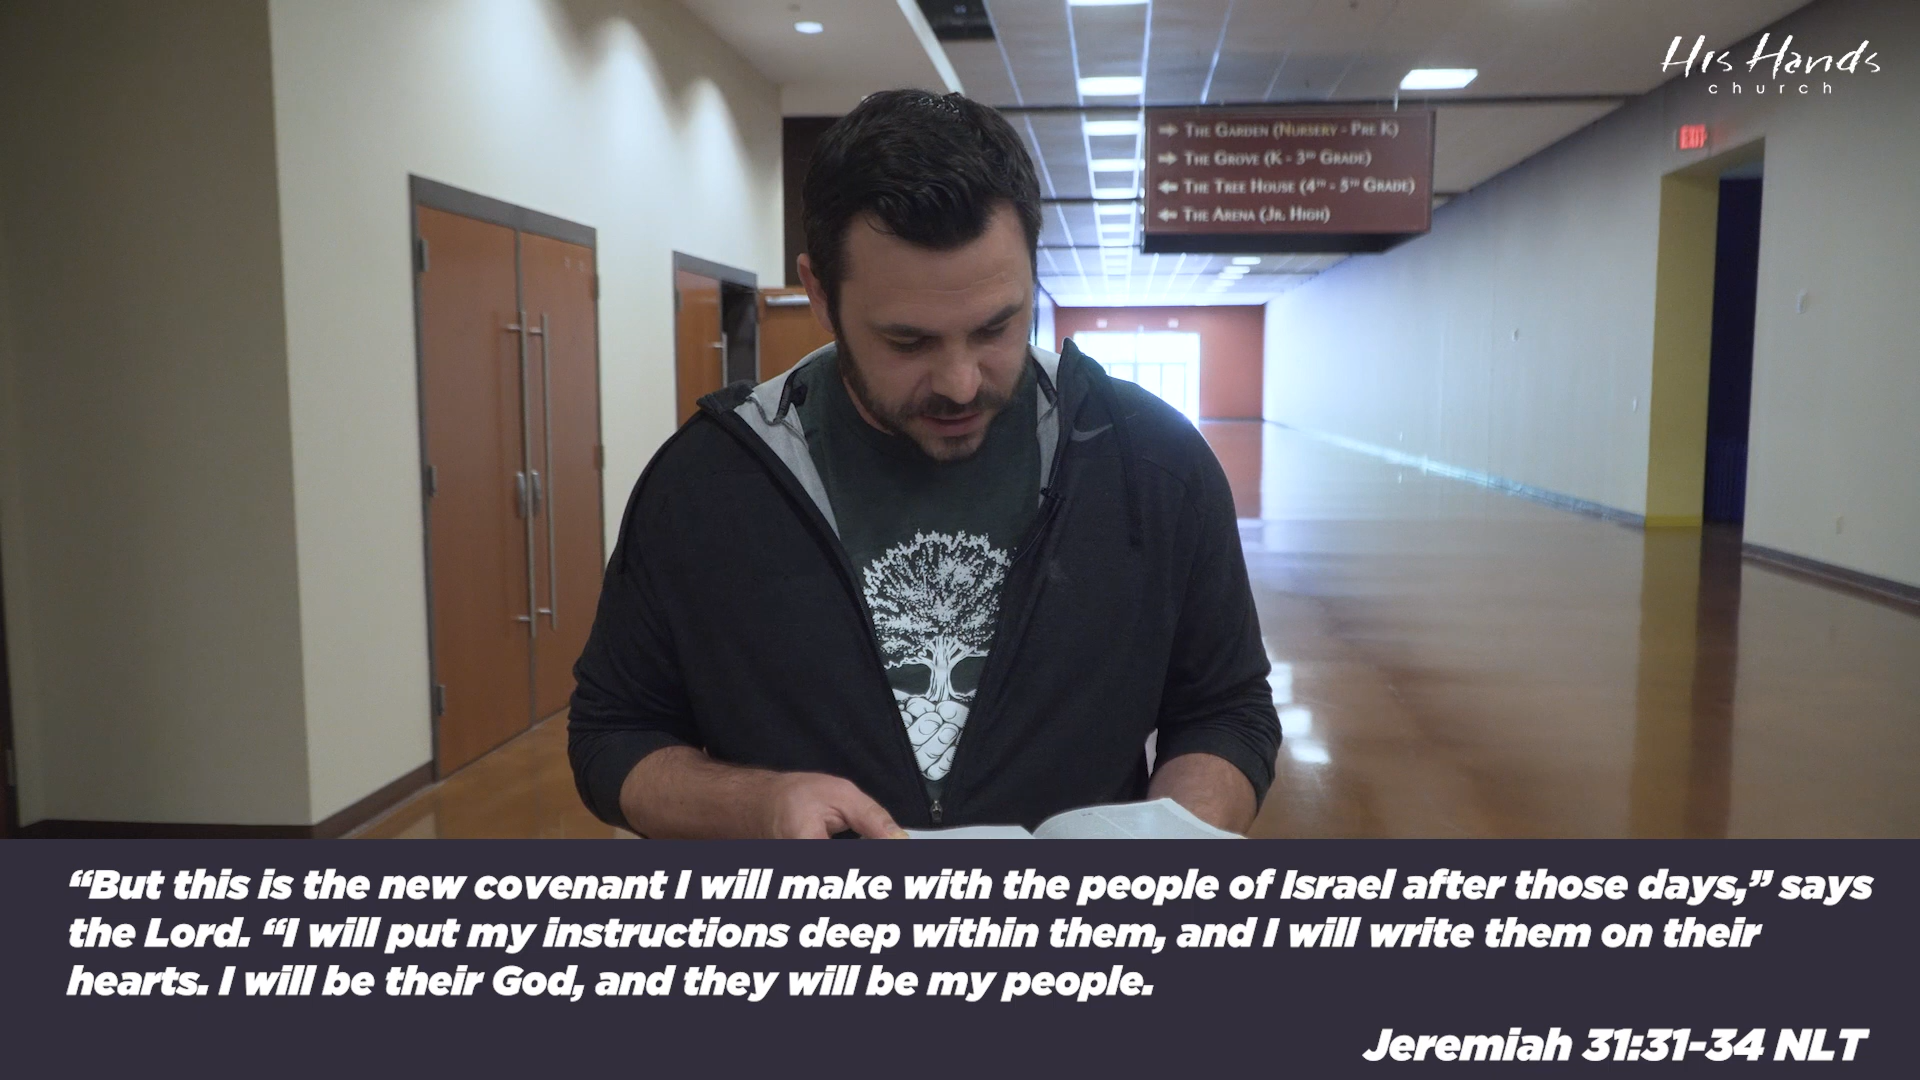 His Hands
church
THE GARDEN (NURSERY - PRE K)
THE GROVE (K - 3RD GRADE)
THE TREE HOUSE (4TH - 5TH GRADE)
THE ARENA (JR. HIGH)
EXIT
“But this is the new covenant I will make with the people of Israel after those days,” says
the Lord. “I will put my instructions deep within them, and I will write them on their
hearts. I will be their God, and they will be my people.
Jeremiah 31:31-34 NLT